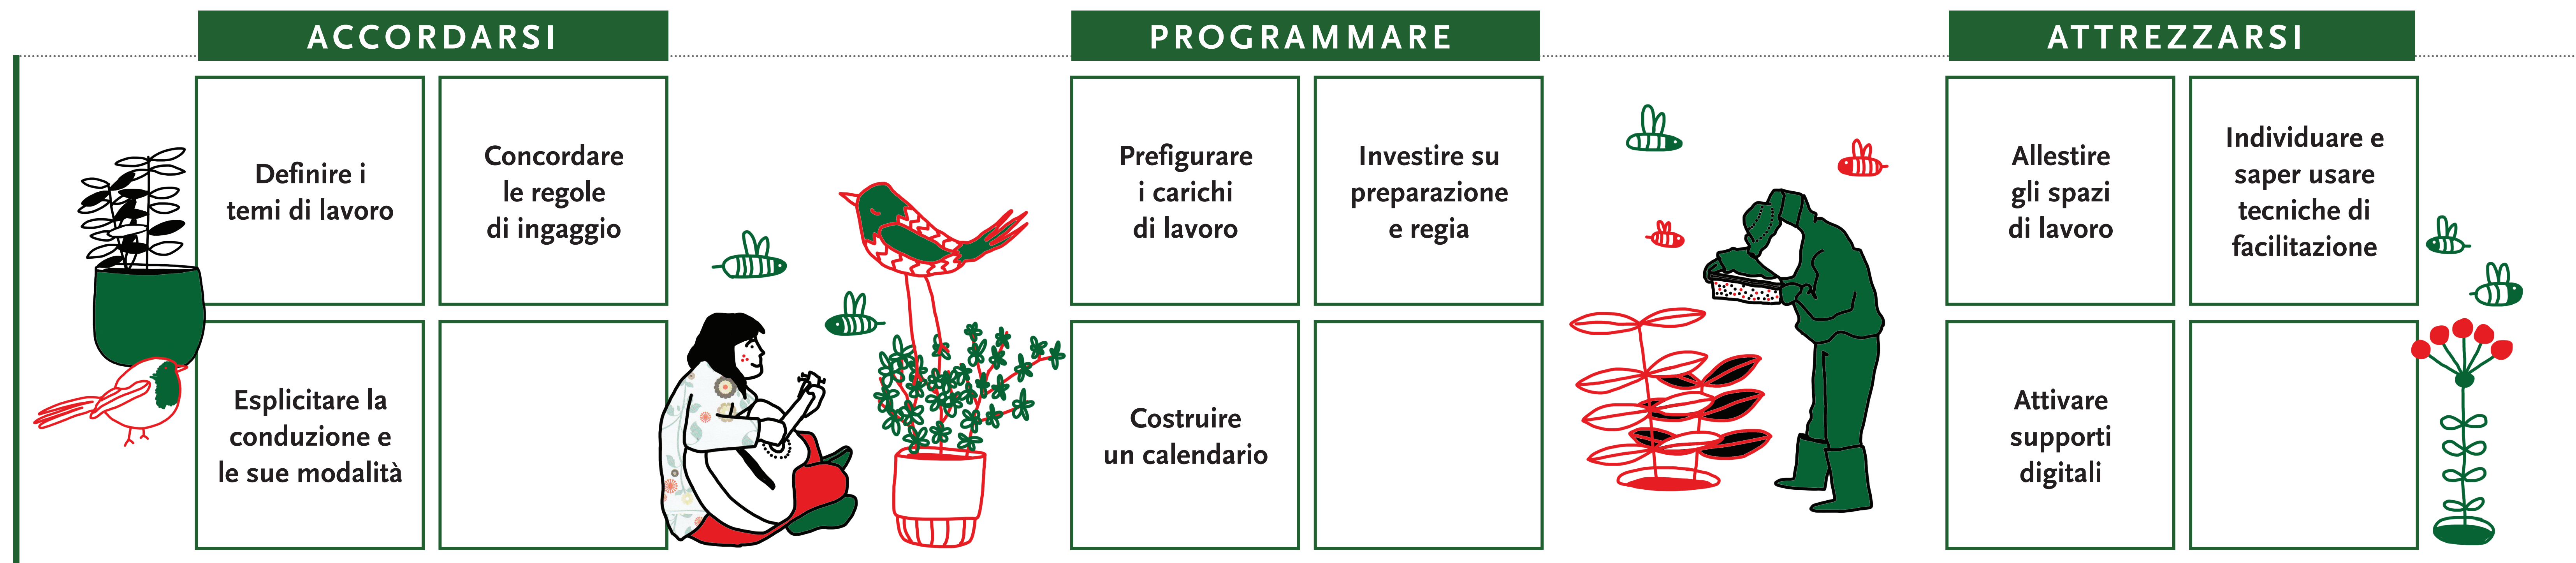 ACCORDARSI
Definire i
temi di lavoro
Concordare
le regole
di ingaggio
Esplicitare la
conduzione e
le sue modalità
PROGRAMMARE
Prefigurare
i carichi
di lavoro
Investire su
preparazione
e regia
Costruire
un calendario
ATTREZZARSI
Allestire
gli spazi
di lavoro
Individuare e
saper usare
tecniche di
facilitazione
Attivare
supporti
digitali